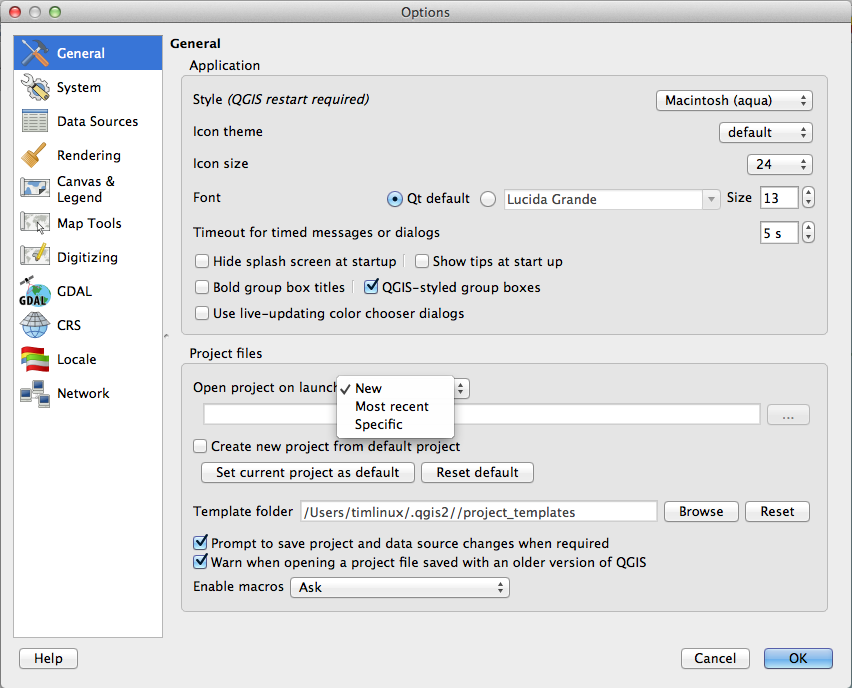 Options
General
System
Data Sources
Rendering
Canvas &
Legend
Map Tools
Digitizing
GDAL
GDAL
CRS
Locale
Network
General
Application
Style (QGIS restart required)
Macintosh (aqua)
Icon theme
default
Icon size
24
Font
Qt default
Lucida Grande
Size
13
Timeout for timed messages or dialogs
5 s
Hide splash screen at startup
Show tips at start up
Bold group box titles
QGIS-styled group boxes
Use live-updating color chooser dialogs
Project files
Open project on launch
New
Most recent
Specific
...
Create new project from default project
Set current project as default
Reset default
Template folder
/Users/timlinux/.qgis2//project_templates
Browse
Reset
Prompt to save project and data source changes when required
Warn when opening a project file saved with an older version of QGIS
Enable macros
Ask
Help
Cancel
OK